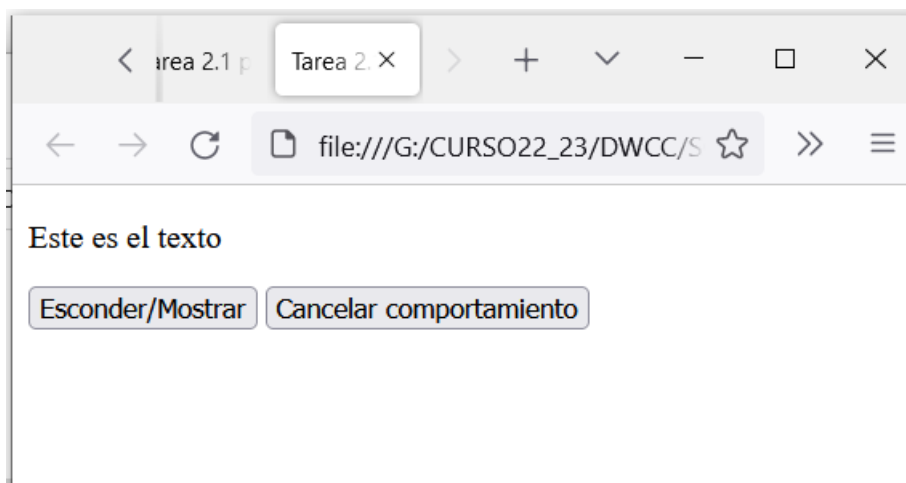 area 2.1 p
Tarea 2.
file:///G:/CURSO22_23/DWCC/S
Este es el texto
Esconder/Mostrar Cancelar comportamiento